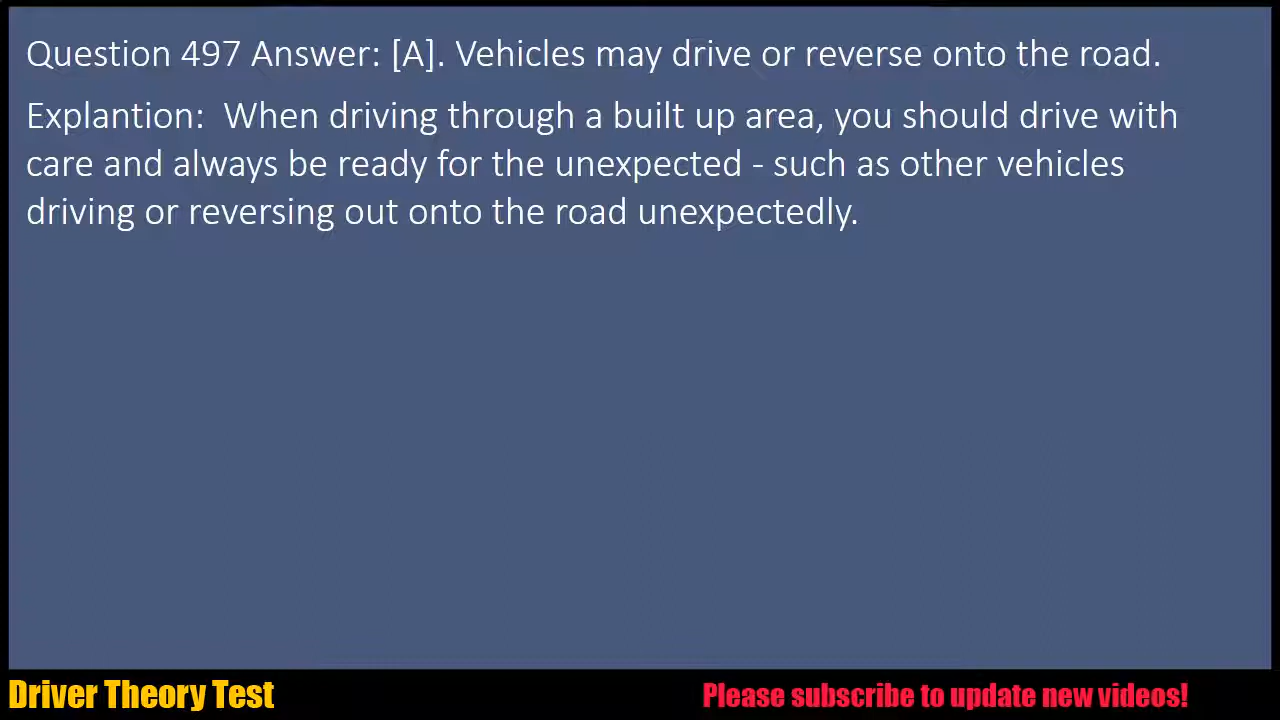 Question 497 Answer: [A]. Vehicles may drive or reverse onto the road.
Explantion:  When driving through a built up area, you should drive with
care and always be ready for the unexpected - such as other vehicles
driving or reversing out onto the road unexpectedly.
Driver Theory Test
Please subscribe to update new videos!